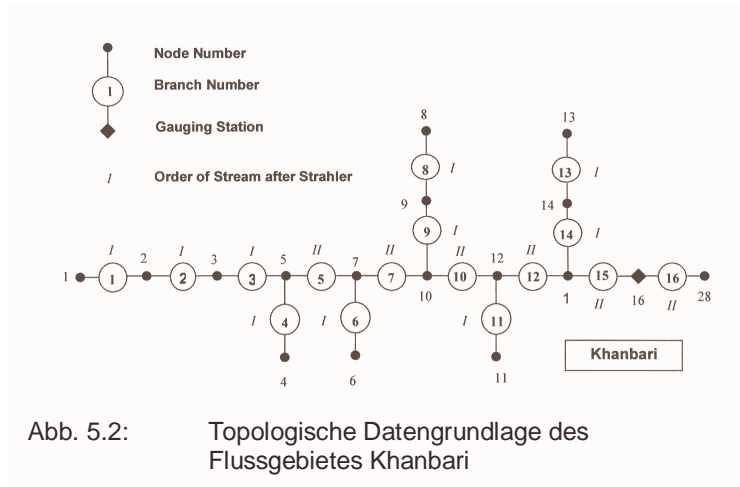 Node Number
1
Branch Number
Gauging Station
I Order of Stream after Strahler
8
8 I
9
9 I
13
13 I
14
14 I
I I I II II II II
1 2 3 5 7 12
1 2 3 5 7 10 12 15 16
10 1 II 16 II 28
I 4 I 6 I 11
4 6 11
Khanbari
Abb. 5.2: Topologische Datengrundlage des
Flussgebietes Khanbari